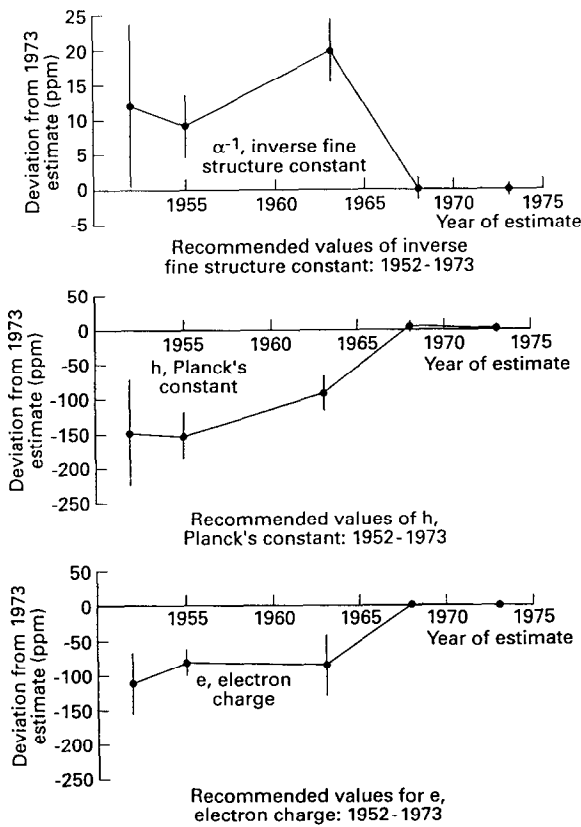 Deviation from 1973
estimate (ppm)
25
20
15
10
5
0
-5
α-1, inverse fine
structure constant
1955
1960
1965
1970
1975
Year of estimate
Recommended values of inverse
fine structure constant: 1952-1973
Deviation from 1973
estimate (ppm)
50
0
-50
-100
-150
-200
-250
1955
1960
1965
1970
1975
h, Planck's
constant
Year of estimate
Recommended values of h,
Planck's constant: 1952-1973
Deviation from 1973
estimate (ppm)
50
0
-50
-100
-150
-200
-250
1955
1960
1965
1970
1975
Year of estimate
e, electron
charge
Recommended values for e,
electron charge: 1952-1973